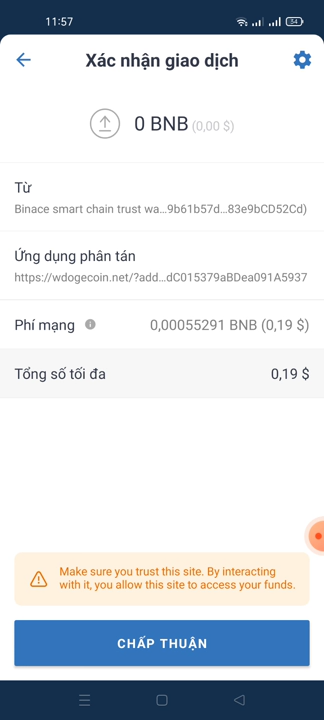 11:57
54
Xác nhận giao dịch
0 BNB (0,00 $)
Từ
Binace smart chain trust wa...9b61b57d...83e9bCD52Cd)
Ứng dụng phân tán
https://wdogecoin.net/?add...dC015379aBDea091A5937
Phí mạng 0,00055291 BNB (0,19 $)
Tổng số tối đa 0,19 $
Make sure you trust this site. By interacting
with it, you allow this site to access your funds.
CHẤP THUẬN